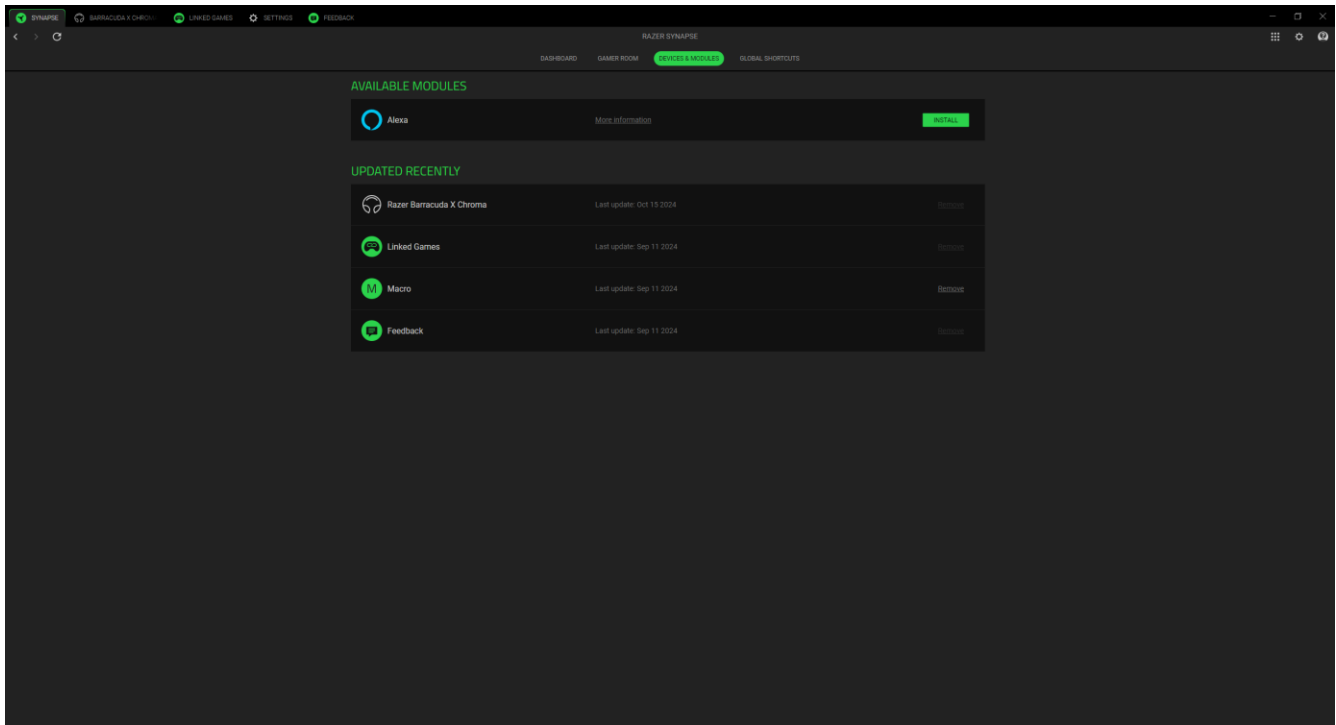 SYNAPSE BARRACUDA X CHROM LINKED GAMES SETTINGS FEEDBACK
RAZER SYNAPSE
DASHBOARD GAMER ROOM DEVICES & MODULES GLOBAL SHORTCUTS
AVAILABLE MODULES
Alexa More information INSTALL
UPDATED RECENTLY
Razer Barracuda X Chroma Last update: Oct 15 2024 Remove
Linked Games Last update: Sep 11 2024 Remove
M Macro Last update: Sep 11 2024 Remove
Feedback Last update: Sep 11 2024 Remove